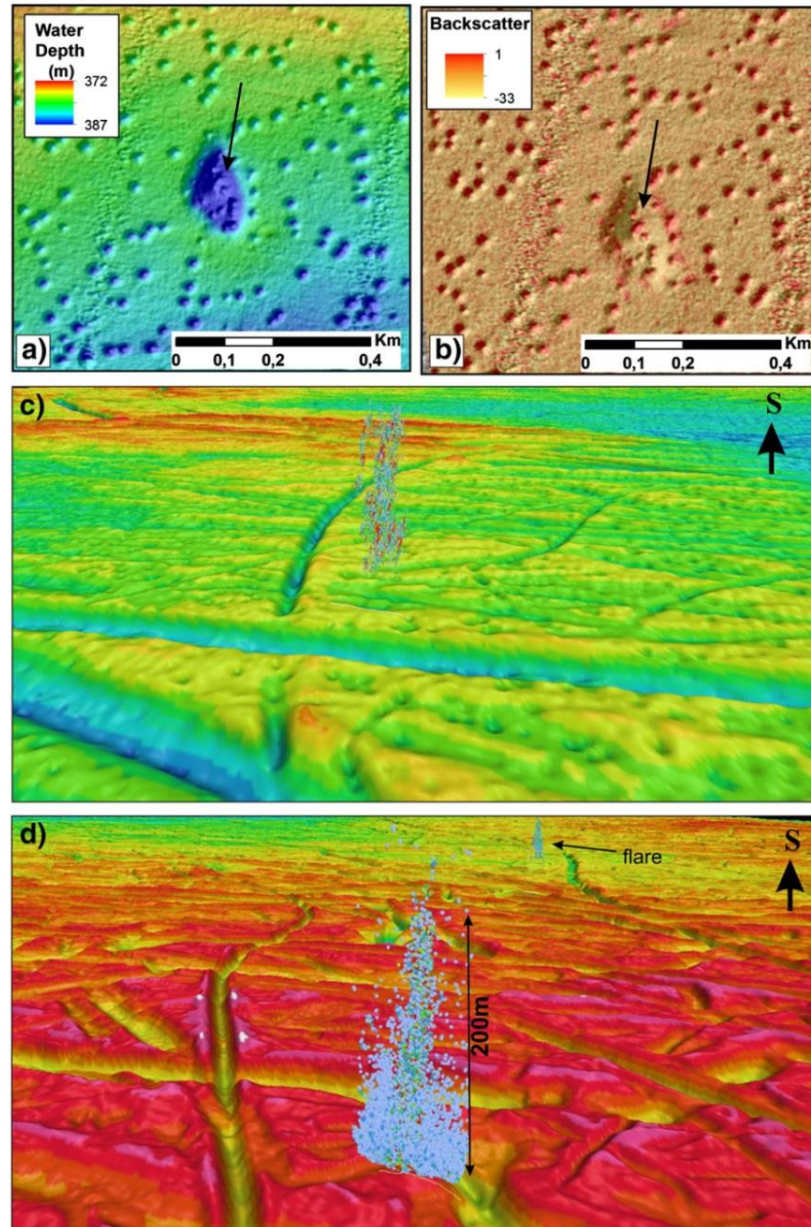 Water
Depth
(m)
372
387
a)
Km
0 0,1 0,2 0,4
Backscatter
1
-33
b)
Km
0 0,1 0,2 0,4
c)
S
d)
S
flare
200m